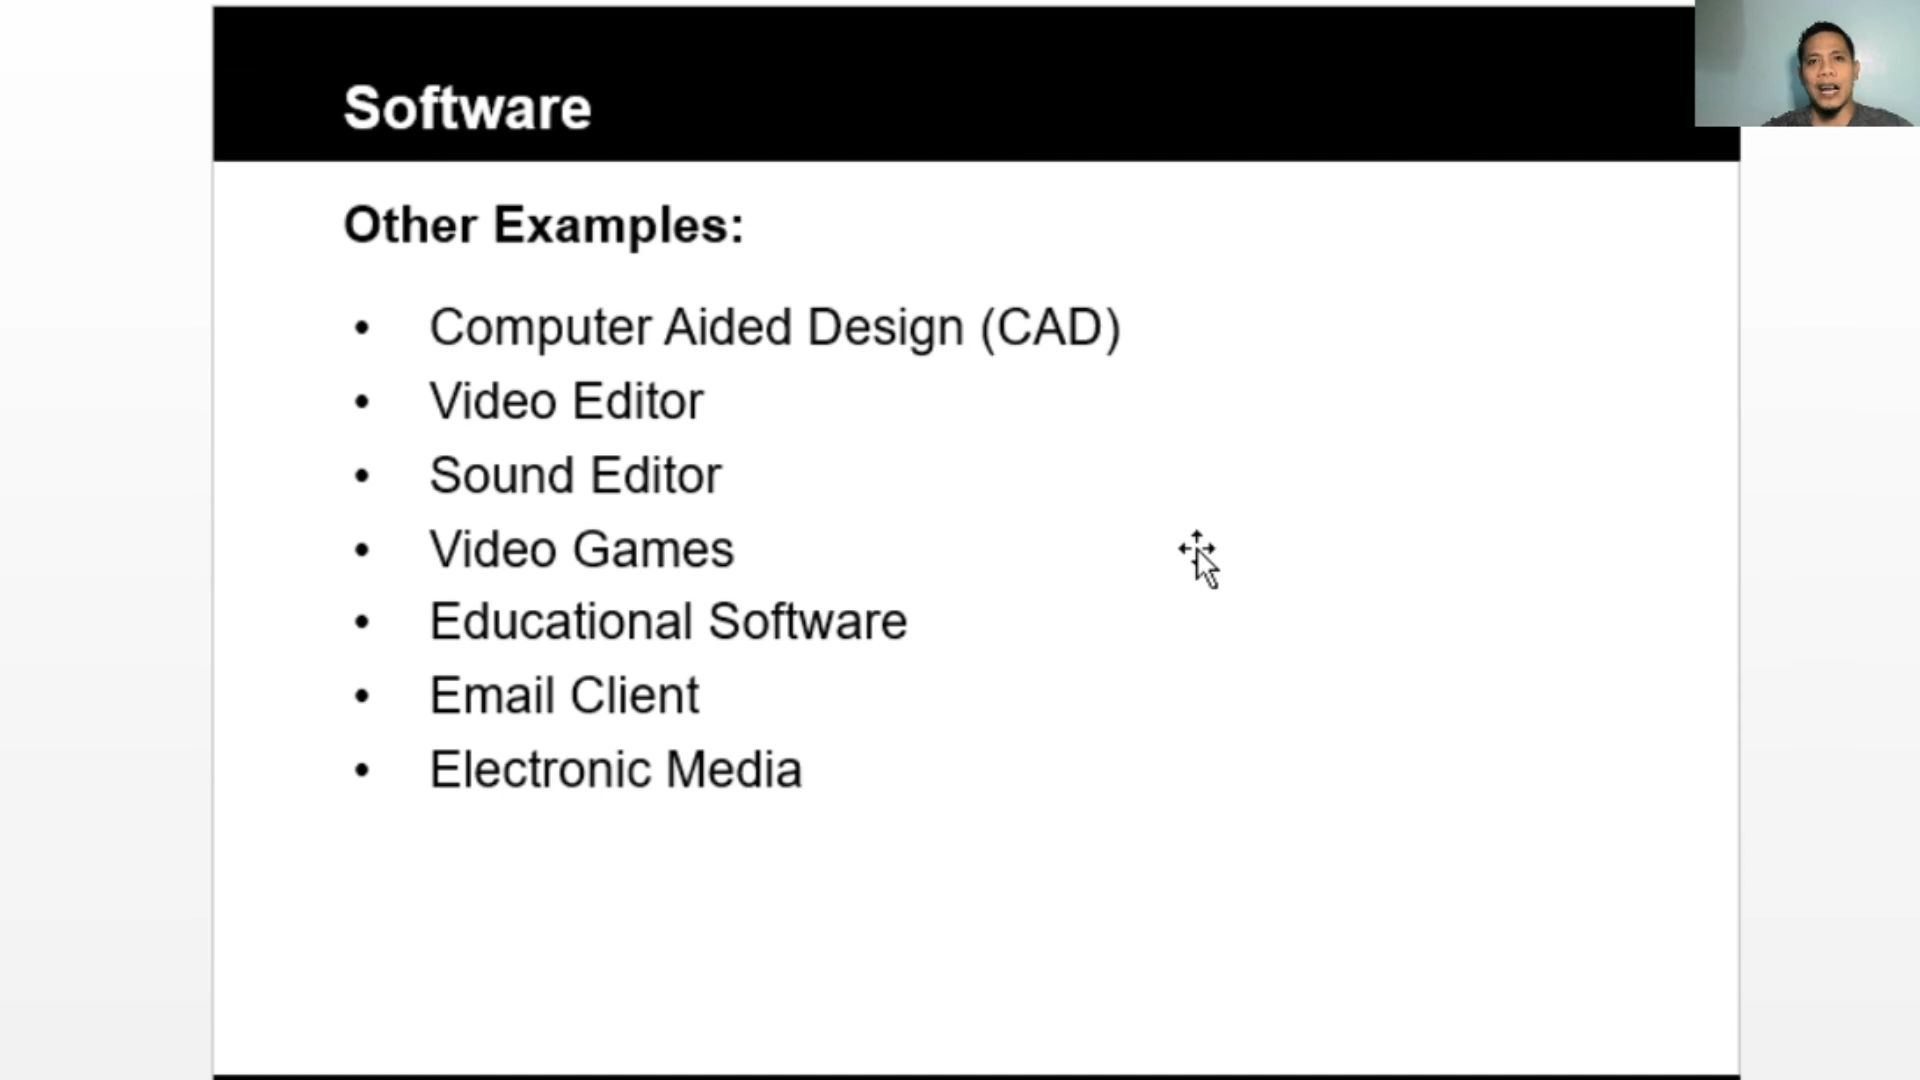 Software
Other Examples:
• Computer Aided Design (CAD)
• Video Editor
• Sound Editor
• Video Games
• Educational Software
• Email Client
• Electronic Media